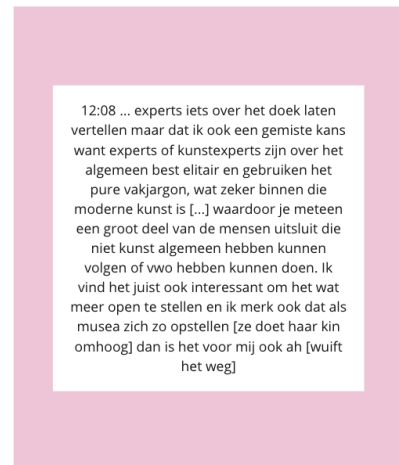 12:08 ... experts iets over het doek laten
vertellen maar dat ik ook een gemiste kans
want experts of kunstexperts zijn over het
algemeen best elitair en gebruiken het
pure vakjargon, wat zeker binnen die
moderne kunst is [...] waardoor je meteen
een groot deel van de mensen uitsluit die
niet kunst algemeen hebben kunnen
volgen of vwo hebben kunnen doen. Ik
vind het juist ook interessant om het wat
meer open te stellen en ik merk ook dat als
musea zich zo opstellen [ze doet haar kin
omhoog] dan is het voor mij ook ah [wuift
het weg]